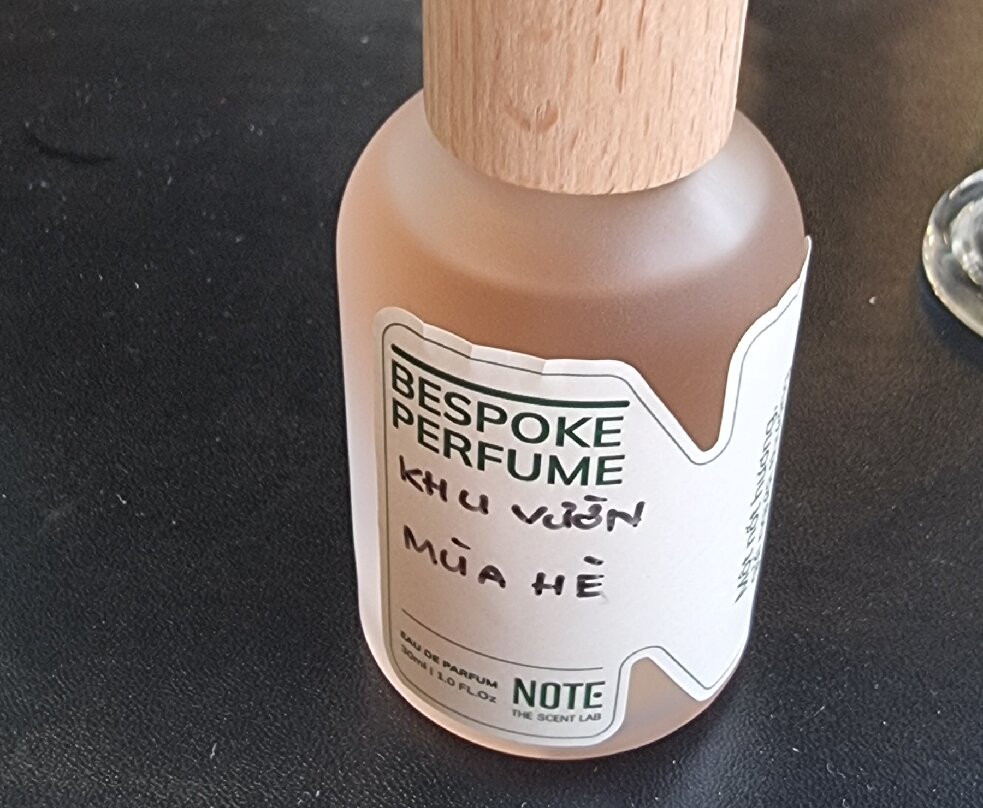 BESPOKE
PERFUME
KHU VƯỜN
MÙA HÈ
EAU DE PARFUM
30ml | 1.0 FL.Oz
NOTE
THE SCENT LAB